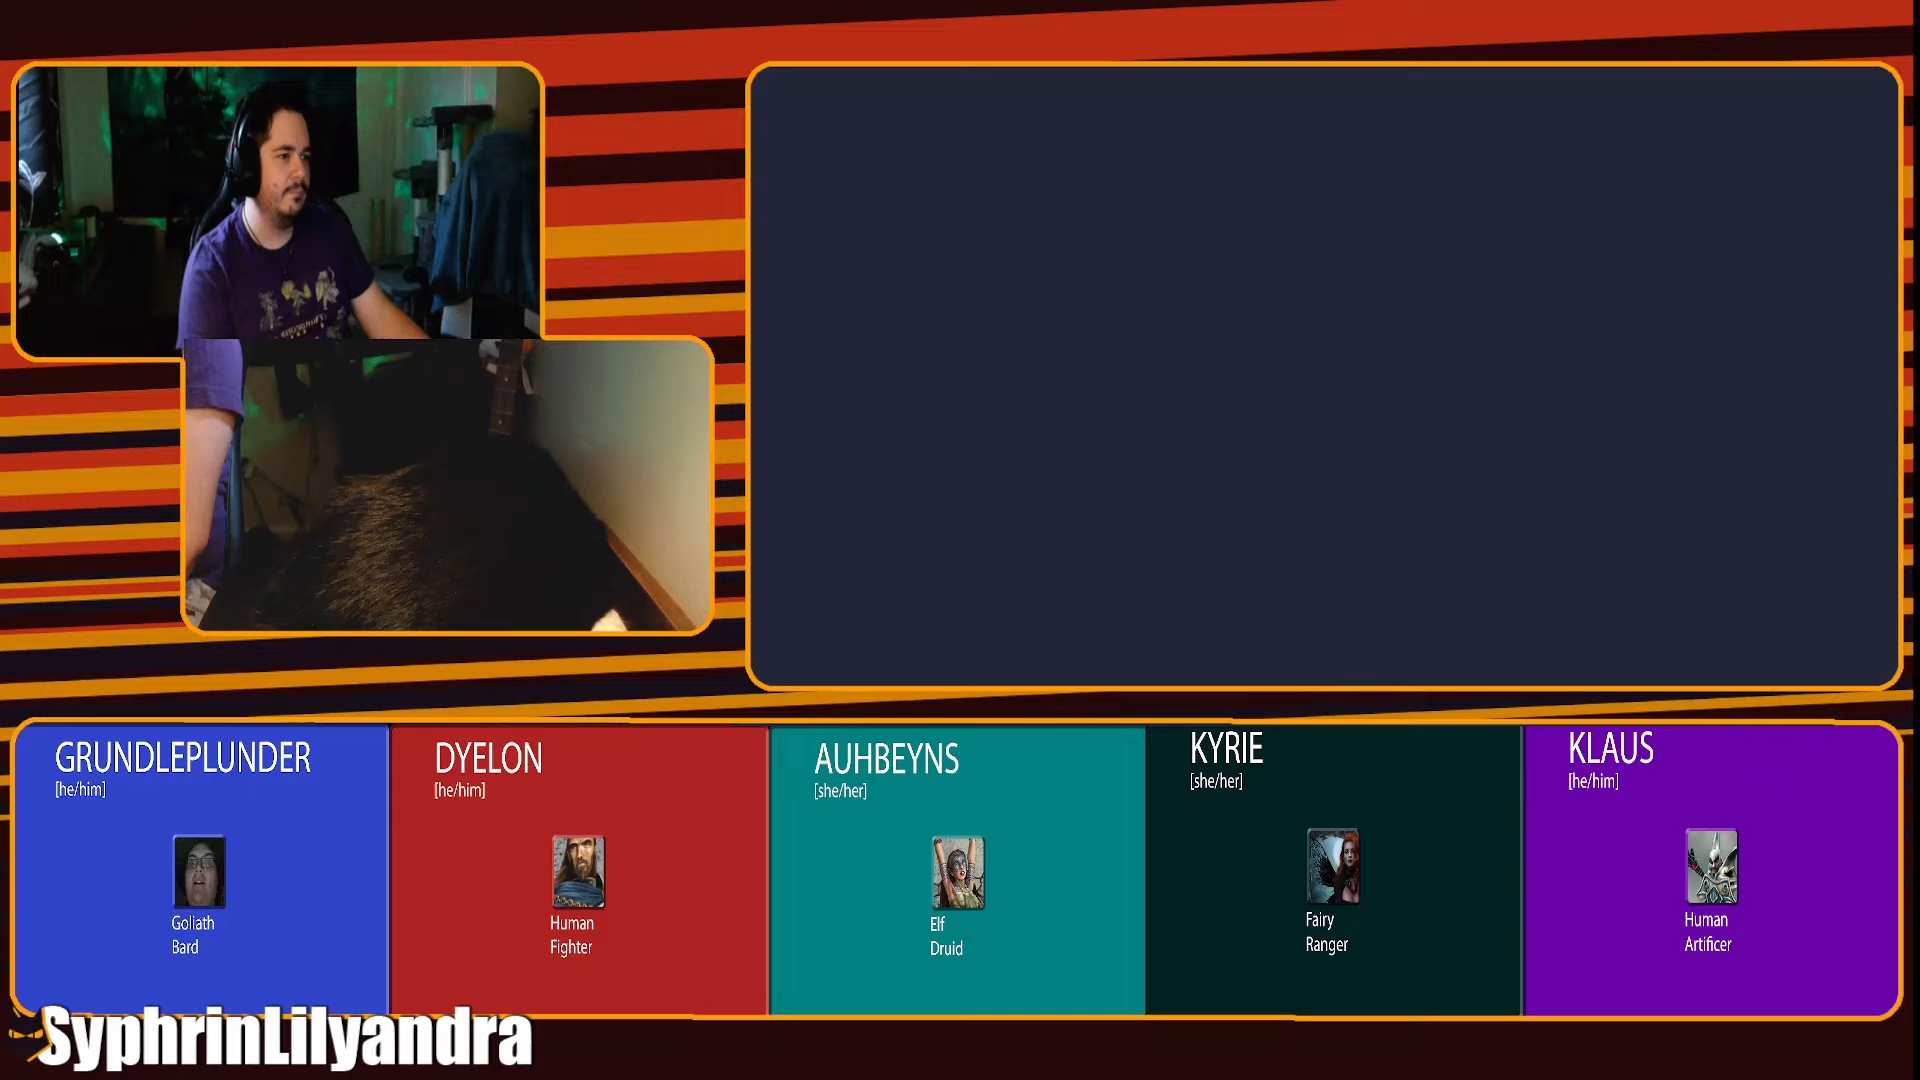 GRUNDLEPLUNDER
[he/him]
Goliath
Bard
DYELON
[he/him]
Human
Fighter
AUHBEYNS
[she/her]
Elf
Druid
KYRIE
[she/her]
Fairy
Ranger
KLAUS
[he/him]
Human
Artificer
SyphrinLilyandra